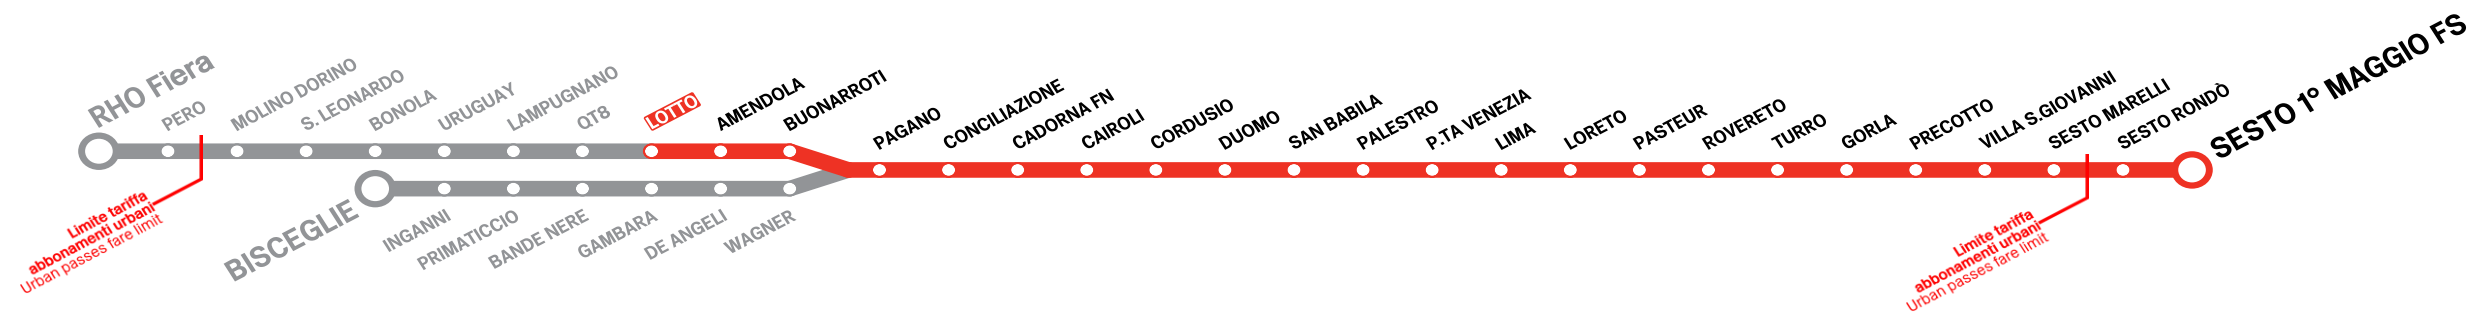 RHO Fiera
PERO
MOLINO DORINO
S. LEONARDO
BONOLA
URUGUAY
LAMPUGNANO
QT8
LOTTO
AMENDOLA
BUONARROTI
PAGANO
CONCILIAZIONE
CADORNA FN
CAIROLI
CORDUSIO
DUOMO
SAN BABILA
PALESTRO
P.TA VENEZIA
LIMA
LORETO
PASTEUR
ROVERETO
TURRO
GORLA
PRECOTTO
VILLA S.GIOVANNI
SESTO MARELLI
SESTO RONDÒ
SESTO 1° MAGGIO FS
Limite tariffa
abbonamenti urbani
Urban passes fare limit
BISCEGLIE
INGANNI
PRIMATICCIO
BANDE NERE
GAMBARA
DE ANGELI
WAGNER
Limite tariffa
abbonamenti urbani
Urban passes fare limit